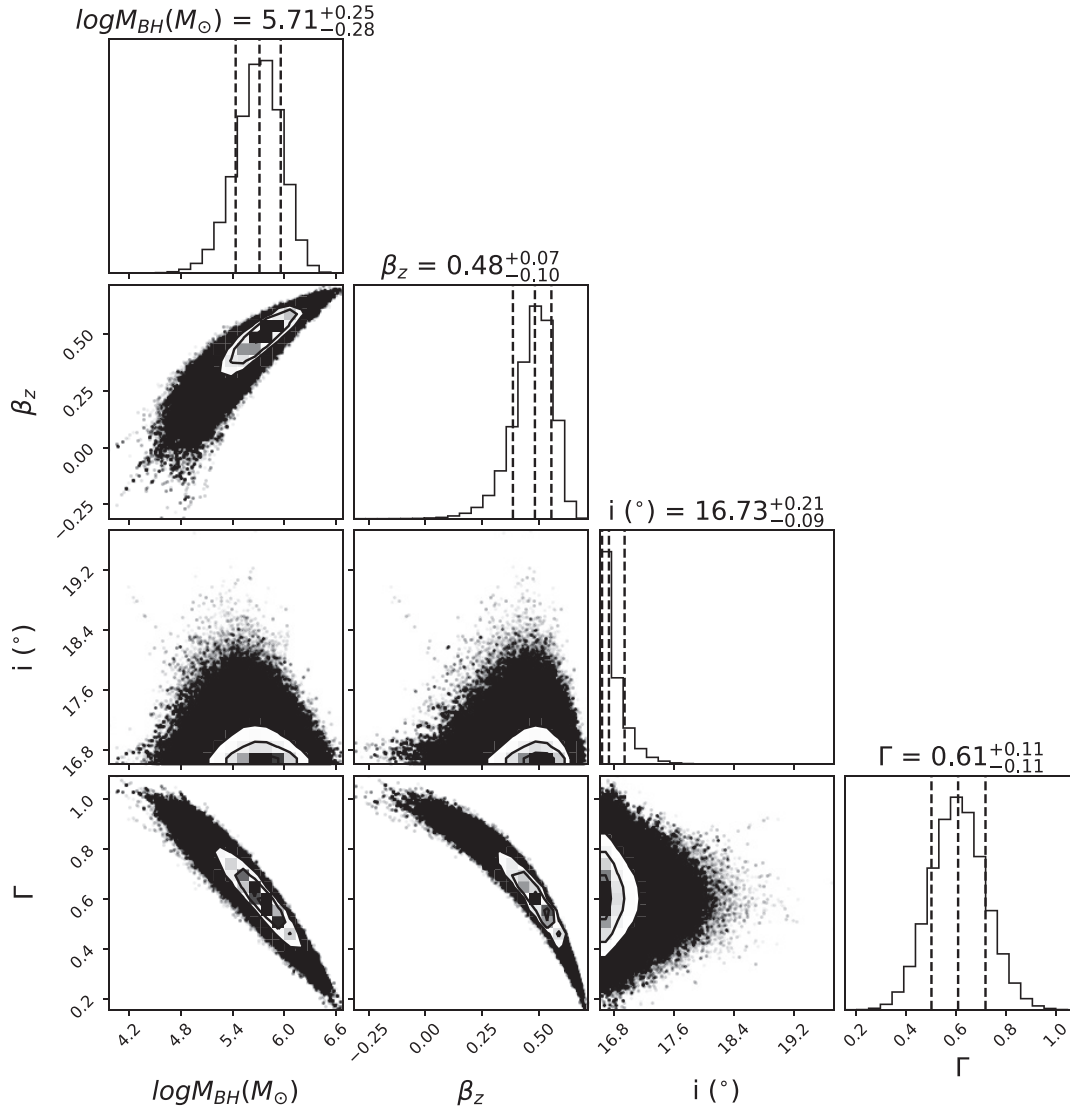 logM_BH(M_⊙) = 5.71^{+0.25}_{−0.28}
β_z = 0.48^{+0.07}_{−0.10}
0.50
0.25
0.00
−0.25
β_z
i (°) = 16.73^{+0.21}_{−0.09}
19.2
18.4
17.6
16.8
i (°)
Γ = 0.61^{+0.11}_{−0.11}
1.0
0.8
0.6
0.4
0.2
Γ
4.2 4.8 5.4 6.0 6.6
−0.25 0.00 0.25 0.50
16.8 17.6 18.4 19.2
0.2 0.4 0.6 0.8 1.0
logM_BH(M_⊙) β_z i (°) Γ